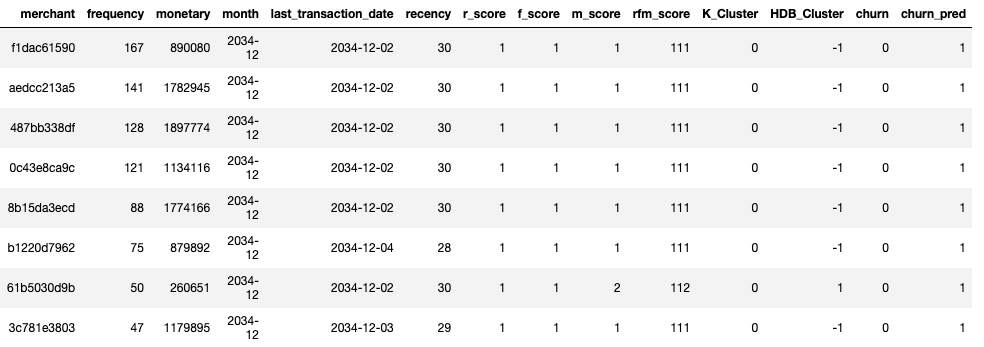 merchant frequency monetary month last_transaction_date recency r_score f_score m_score rfm_score K_Cluster HDB_Cluster churn churn_pred
f1dac61590 167 890080 2034-12 2034-12-02 30 1 1 1 111 0 -1 0 1
aedcc213a5 141 1782945 2034-12 2034-12-02 30 1 1 1 111 0 -1 0 1
487bb338df 128 1897774 2034-12 2034-12-02 30 1 1 1 111 0 -1 0 1
0c43e8ca9c 121 1134116 2034-12 2034-12-02 30 1 1 1 111 0 -1 0 1
8b15da3ecd 88 1774166 2034-12 2034-12-02 30 1 1 1 111 0 -1 0 1
b1220d7962 75 879892 2034-12 2034-12-04 28 1 1 1 111 0 -1 0 1
61b5030d9b 50 260651 2034-12 2034-12-02 30 1 1 2 112 0 1 0 1
3c781e3803 47 1179895 2034-12 2034-12-03 29 1 1 1 111 0 -1 0 1